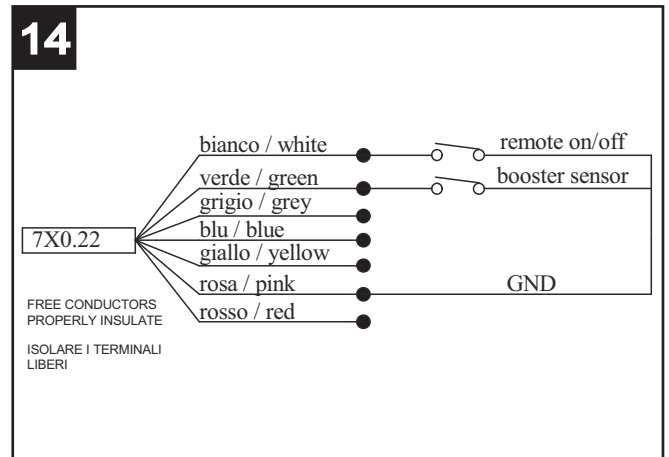 14
bianco / white
remote on/off
verde / green
booster sensor
grigio / grey
7X0.22
blu / blue
giallo / yellow
rosa / pink
GND
rosso / red
FREE CONDUCTORS
PROPERLY INSULATE
ISOLARE I TERMINALI
LIBERI